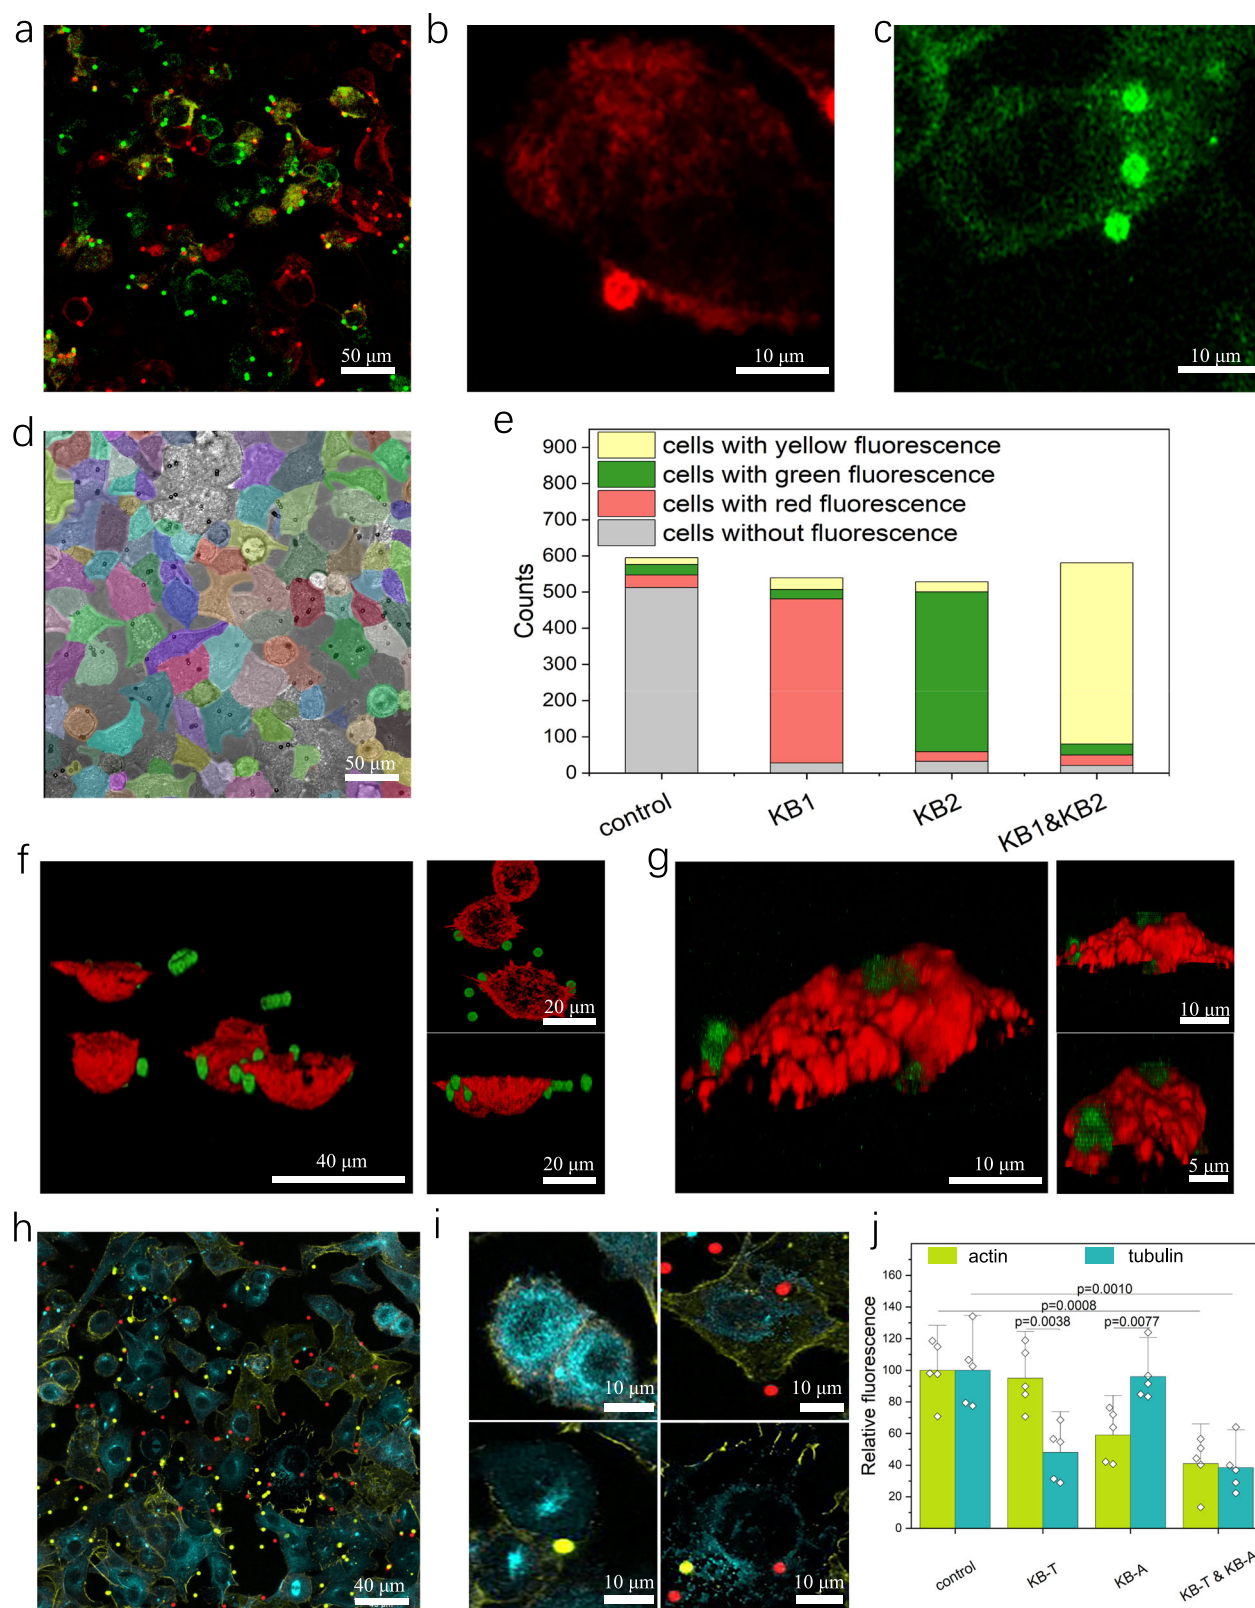 a
50 μm
b
10 μm
c
10 μm
d
50 μm
e
900
800
700
600
500
400
300
200
100
0
Counts
cells with yellow fluorescence
cells with green fluorescence
cells with red fluorescence
cells without fluorescence
control
KB1
KB2
KB1&KB2
f
40 μm
20 μm
20 μm
g
10 μm
10 μm
5 μm
h
40 μm
i
10 μm
10 μm
10 μm
10 μm
j
actin
tubulin
Relative fluorescence
160
140
120
100
80
60
40
20
0
p=0.0010
p=0.0008
p=0.0038
p=0.0077
control
KB-T
KB-A
KB-T & KB-A